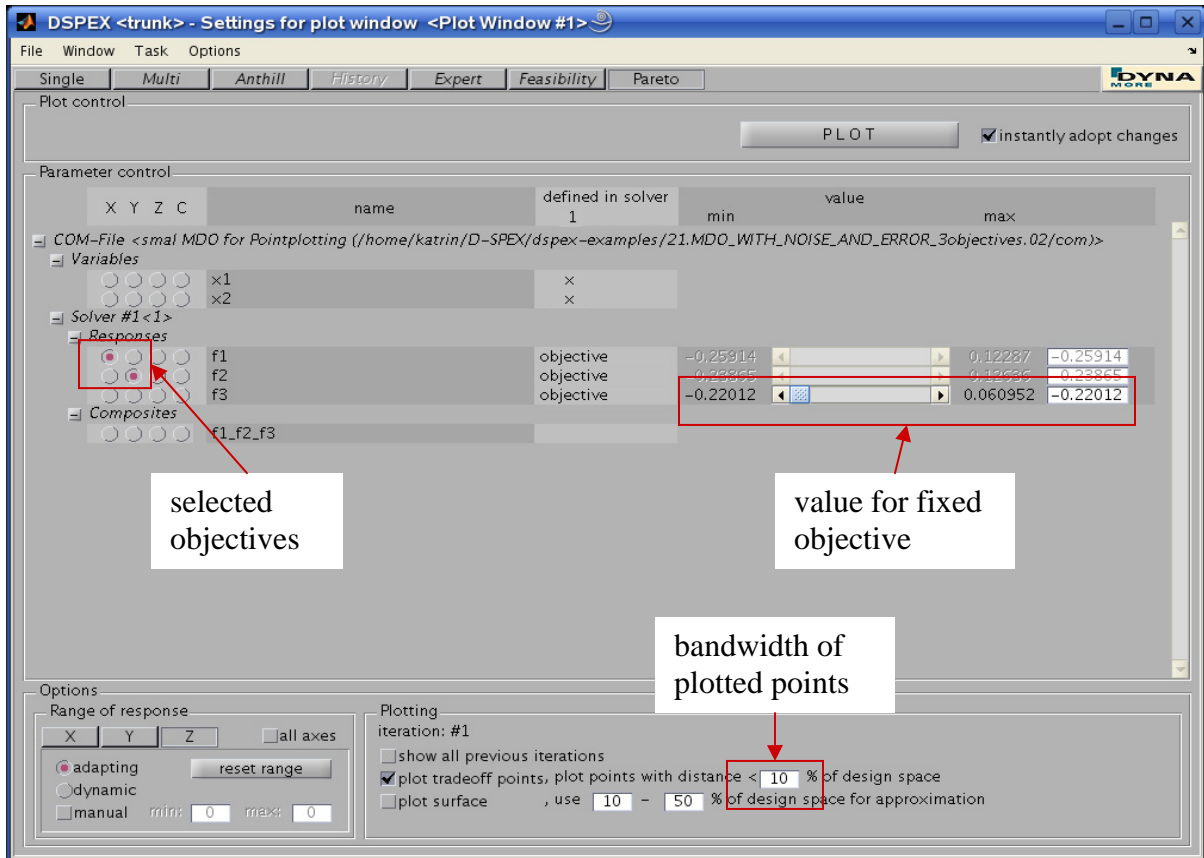 DSPEX <trunk> - Settings for plot window <Plot Window #1>
File Window Task Options
Single Multi Anthill History Expert Feasibility Pareto DYNA MORE
Plot control
PLOT instantly adopt changes
Parameter control
X Y Z C name defined in solver value
1 min max
COM-File <smal MDO for Pointplotting (/home/katrin/D-SPEX/dspex-examples/21.MDO_WITH_NOISE_AND_ERROR_3objectives.02/com)>
Variables
x1 x
x2 x
Solver #1<1>
Responses
f1 objective -0.25914 0.12287 -0.25914
f2 objective -0.23865 0.12636 -0.23865
f3 objective -0.22012 0.060952 -0.22012
Composites
f1_f2_f3
selected
objectives
value for fixed
objective
bandwidth of
plotted points
Options
Range of response
X Y Z all axes
adapting reset range
dynamic
manual min: 0 max: 0
Plotting
iteration: #1
show all previous iterations
plot tradeoff points, plot points with distance < 10 % of design space
plot surface , use 10 - 50 % of design space for approximation